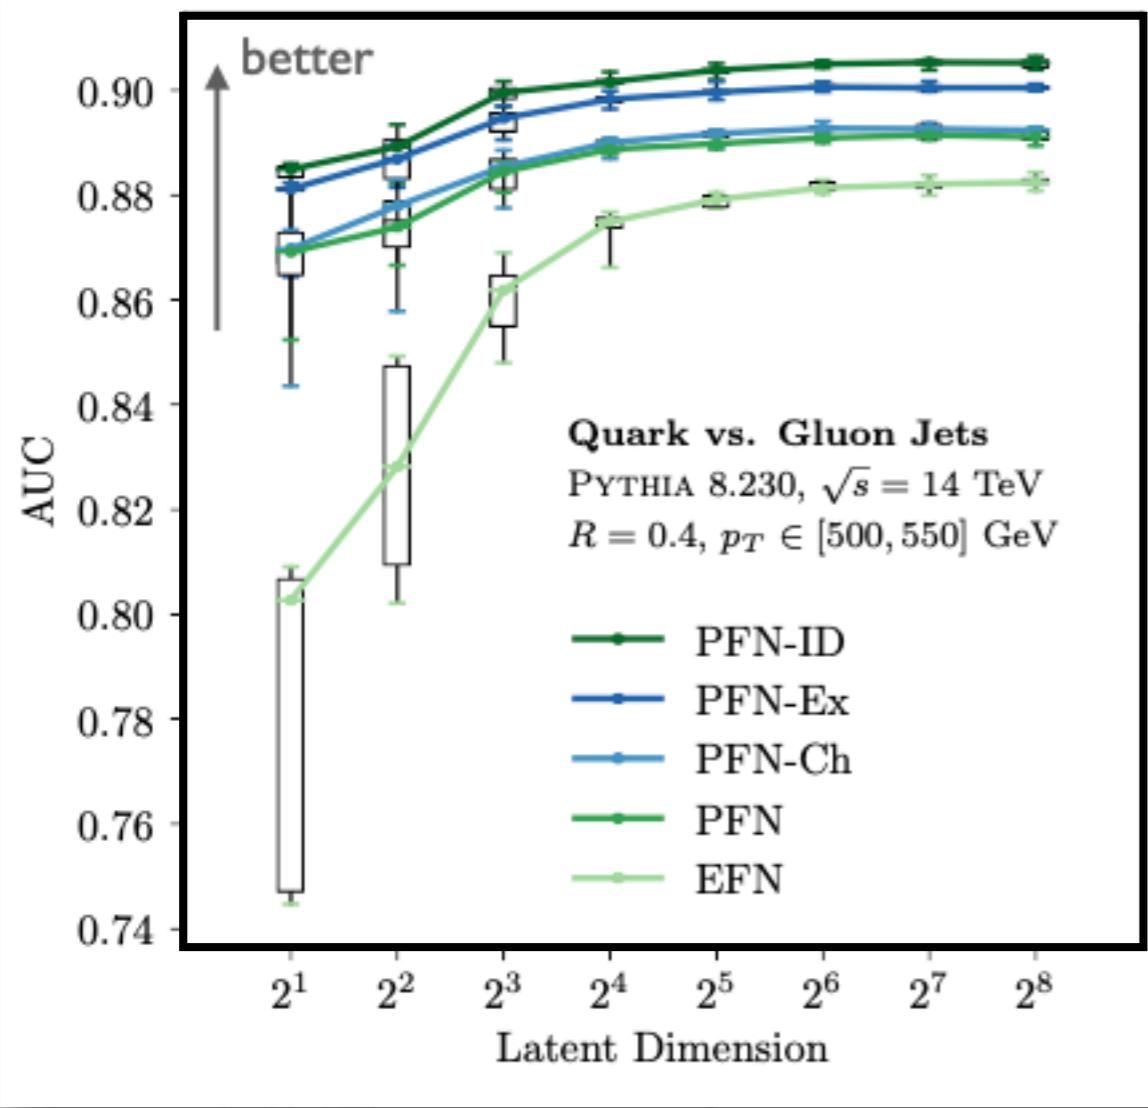 better
0.90
0.88
0.86
0.84
0.82
0.80
0.78
0.76
0.74
AUC
Quark vs. Gluon Jets
PYTHIA 8.230, √s = 14 TeV
R = 0.4, p_T ∈ [500, 550] GeV
PFN-ID
PFN-Ex
PFN-Ch
PFN
EFN
2¹ 2² 2³ 2⁴ 2⁵ 2⁶ 2⁷ 2⁸
Latent Dimension